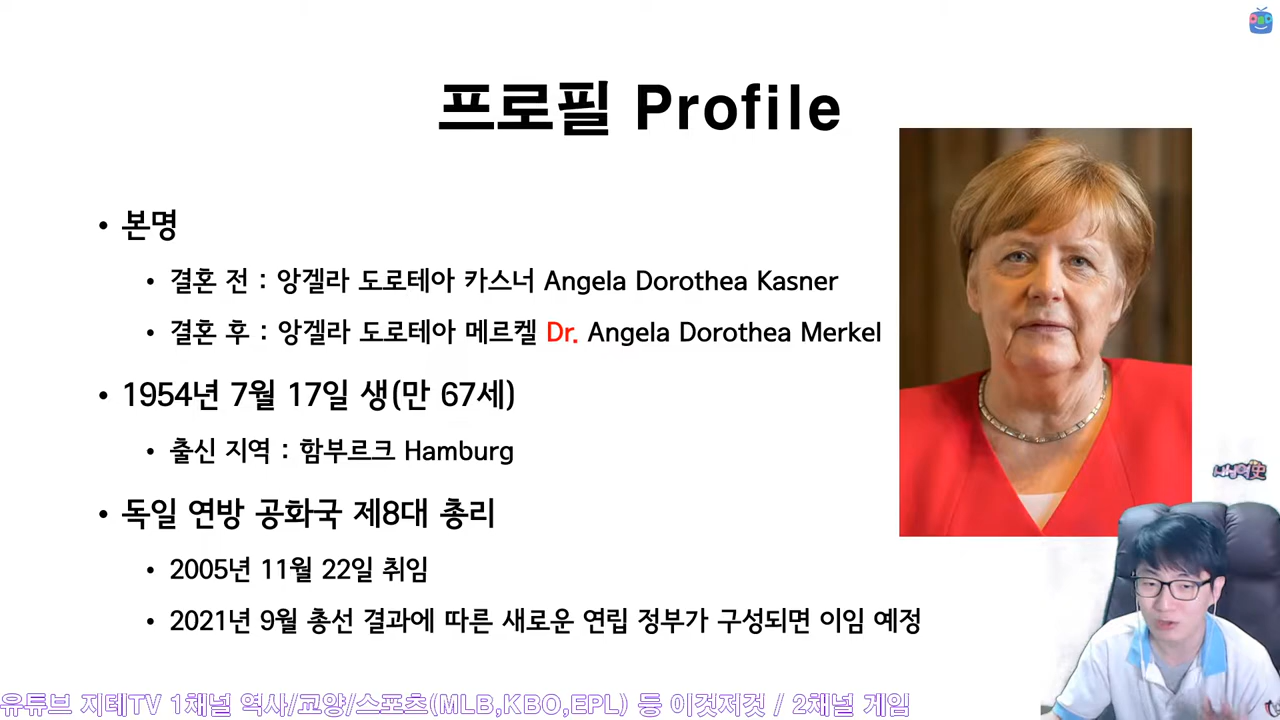 프로필 Profile
• 본명
• 결혼 전 : 앙겔라 도로테아 카스너 Angela Dorothea Kasner
• 결혼 후 : 앙겔라 도로테아 메르켈 Dr. Angela Dorothea Merkel
• 1954년 7월 17일 생(만 67세)
• 출신 지역 : 함부르크 Hamburg
• 독일 연방 공화국 제8대 총리
• 2005년 11월 22일 취임
• 2021년 9월 총선 결과에 따른 새로운 연립 정부가 구성되면 이임 예정
유튜브 지테TV 1채널 역사/교양/스포츠(MLB,KBO,EPL) 등 이것저것 / 2채널 게임